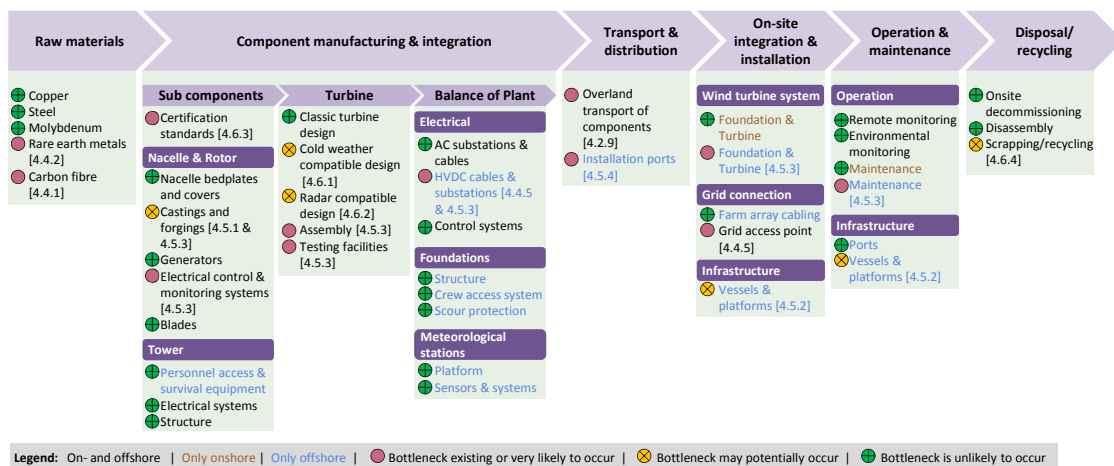 Raw materials
Component manufacturing & integration
Transport &
distribution
On-site
integration &
installation
Operation &
maintenance
Disposal/
recycling
Copper
Steel
Molybdenum
Rare earth metals
[4.4.2]
Carbon fibre
[4.4.1]
Sub components
Certification
standards [4.6.3]
Nacelle & Rotor
Nacelle bedplates
and covers
Castings and
forgings [4.5.1 &
4.5.3]
Generators
Electrical control &
monitoring systems
[4.5.3]
Blades
Tower
Personnel access &
survival equipment
Electrical systems
Structure
Turbine
Classic turbine
design
Cold weather
compatible design
[4.6.1]
Radar compatible
design [4.6.2]
Assembly [4.5.3]
Testing facilities
[4.5.3]
Balance of Plant
Electrical
AC substations &
cables
HVDC cables &
substations [4.4.5
& 4.5.3]
Control systems
Foundations
Structure
Crew access system
Scour protection
Meteorological
stations
Platform
Sensors & systems
Overland
transport of
components
[4.2.9]
Installation ports
[4.5.4]
Wind turbine system
Foundation &
Turbine
Foundation &
Turbine [4.5.3]
Grid connection
Farm array cabling
Grid access point
[4.4.5]
Infrastructure
Vessels &
platforms [4.5.2]
Operation
Remote monitoring
Environmental
monitoring
Maintenance
Maintenance
[4.5.3]
Infrastructure
Ports
Vessels &
platforms [4.5.2]
Onsite
decommissioning
Disassembly
Scrapping/recycling
[4.6.4]
Legend: On- and offshore | Only onshore | Only offshore | Bottleneck existing or very likely to occur | Bottleneck may potentially occur | Bottleneck is unlikely to occur